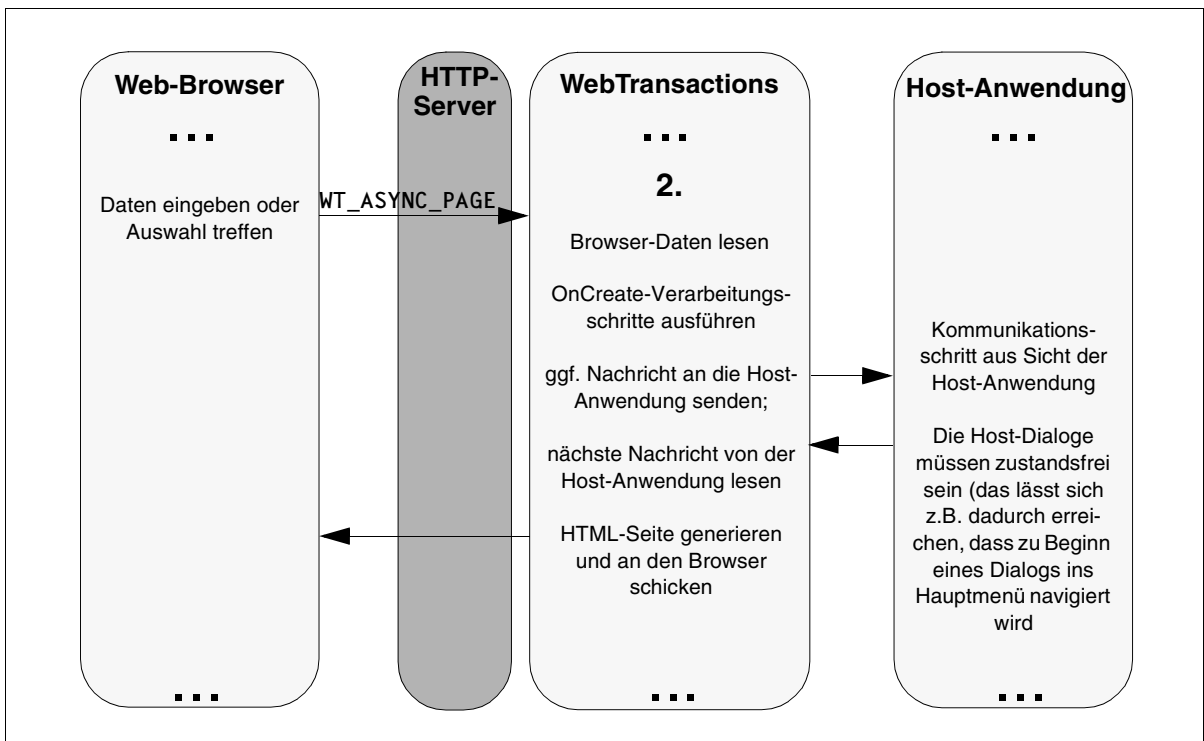 Web-Browser
...
Daten eingeben oder
Auswahl treffen
WT_ASYNC_PAGE
...
HTTP-
Server
WebTransactions
...
2.
Browser-Daten lesen
OnCreate-Verarbeitungs-
schritte ausführen
ggf. Nachricht an die Host-
Anwendung senden;
nächste Nachricht von der
Host-Anwendung lesen
HTML-Seite generieren
und an den Browser
schicken
...
Host-Anwendung
...
Kommunikations-
schritt aus Sicht der
Host-Anwendung
Die Host-Dialoge
müssen zustandsfrei
sein (das lässt sich
z.B. dadurch errei-
chen, dass zu Beginn
eines Dialogs ins
Hauptmenü navigiert
wird
...